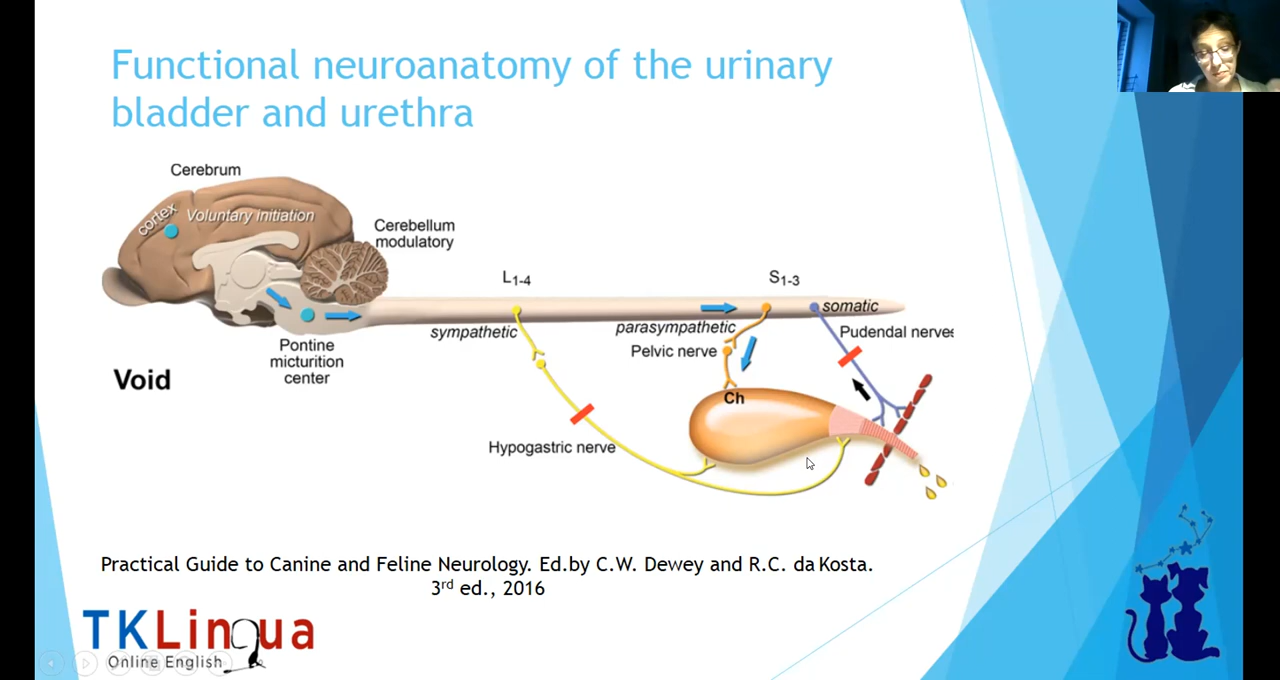 Functional neuroanatomy of the urinary
bladder and urethra
Cerebrum
cortex
Voluntary initiation
Cerebellum
modulatory
L1-4
S1-3
sympathetic
parasympathetic
somatic
Pelvic nerve
Pudendal nerves
Pontine
micturition
center
Void
Ch
Hypogastric nerve
Practical Guide to Canine and Feline Neurology. Ed.by C.W. Dewey and R.C. da Kosta.
3rd ed., 2016
TKLingua
Online English